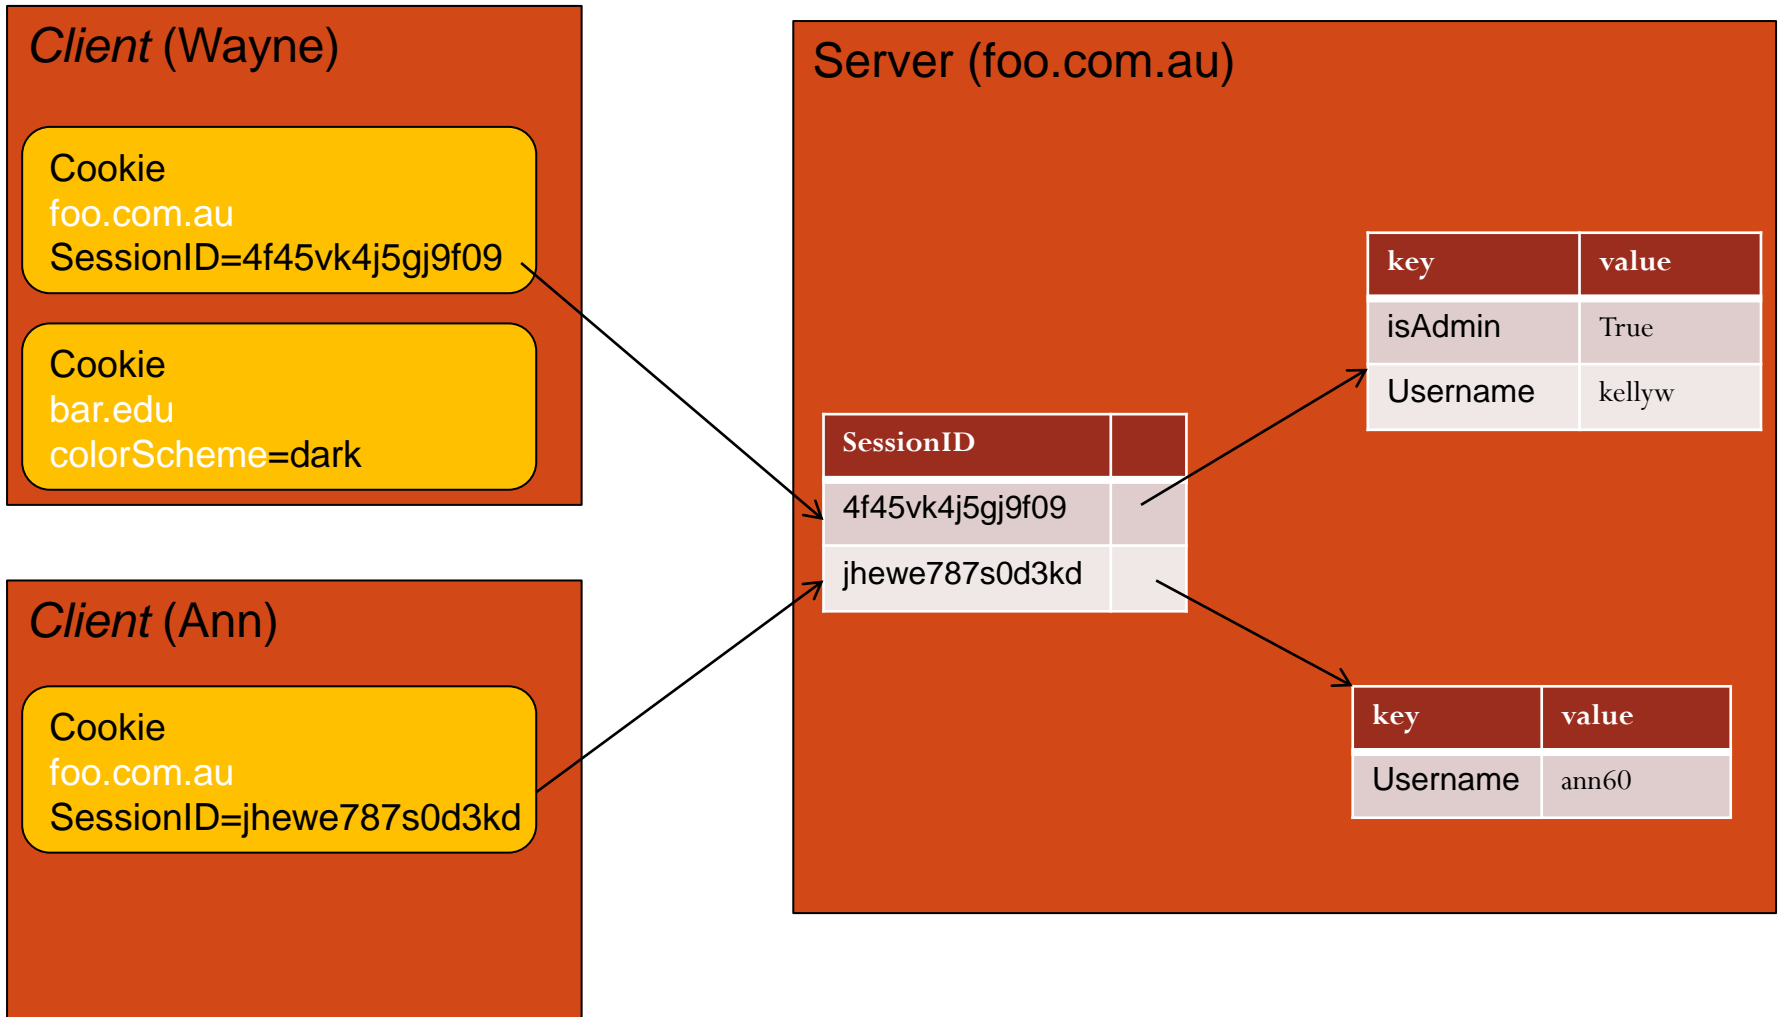 Client (Wayne)
Cookie
foo.com.au
SessionID=4f45vk4j5gj9f09
Cookie
bar.edu
colorScheme=dark
Client (Ann)
Cookie
foo.com.au
SessionID=jhewe787s0d3kd
Server (foo.com.au)
SessionID
4f45vk4j5gj9f09
jhewe787s0d3kd
key value
isAdmin True
Username kellyw
key value
Username ann60